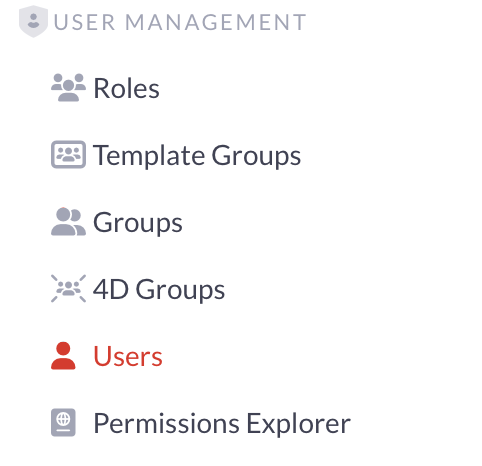 USER MANAGEMENT
Roles
Template Groups
Groups
4D Groups
Users
Permissions Explorer